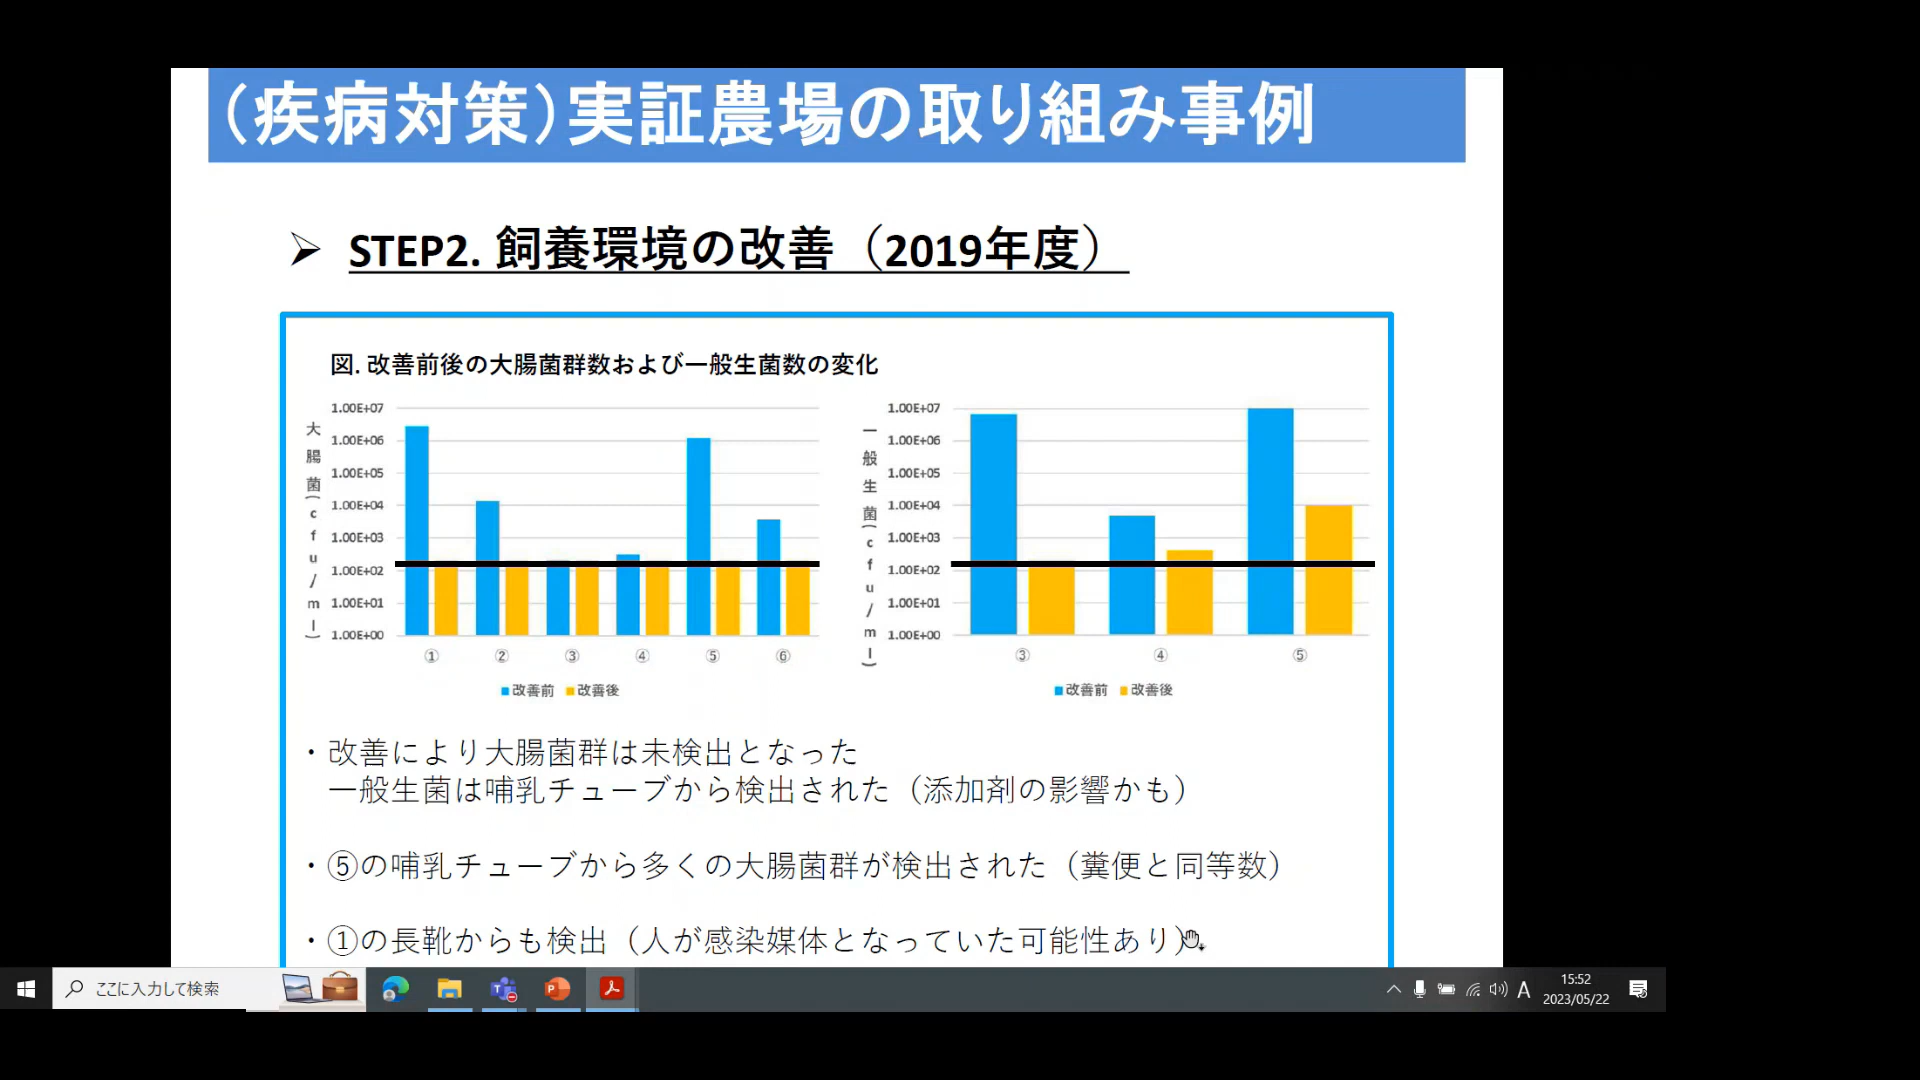 （疾病対策）実証農場の取り組み事例
➢ STEP2. 飼養環境の改善（2019年度）
図. 改善前後の大腸菌群数および一般生菌数の変化
大腸菌(cfu/ml)
1.00E+07
1.00E+06
1.00E+05
1.00E+04
1.00E+03
1.00E+02
1.00E+01
1.00E+00
① ② ③ ④ ⑤ ⑥
■改善前 ■改善後
一般生菌(cfu/ml)
1.00E+07
1.00E+06
1.00E+05
1.00E+04
1.00E+03
1.00E+02
1.00E+01
1.00E+00
③ ④ ⑤
■改善前 ■改善後
・改善により大腸菌群は未検出となった
一般生菌は哺乳チューブから検出された（添加剤の影響かも）
・⑤の哺乳チューブから多くの大腸菌群が検出された（糞便と同等数）
・①の長靴からも検出（人が感染媒体となっていた可能性あり）
ここに入力して検索
A
15:52
2023/05/22